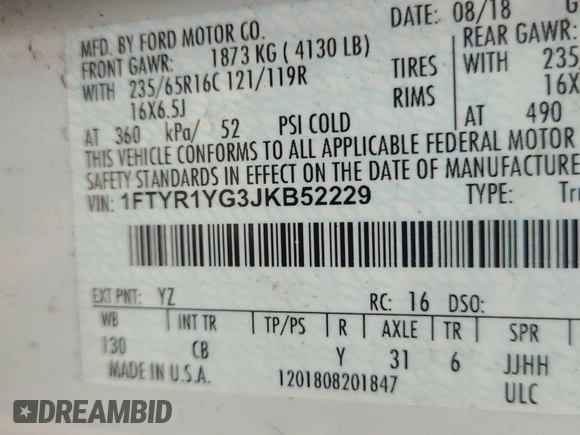 MFD. BY FORD MOTOR CO.
DATE: 08/18
FRONT GAWR: 1873 KG ( 4130 LB)
REAR GAWR:
WITH 235/65R16C 121/119R TIRES WITH 235/
16X6.5J RIMS 16X
AT 360 kPa/ 52 PSI COLD AT 490
THIS VEHICLE CONFORMS TO ALL APPLICABLE FEDERAL MOTOR
SAFETY STANDARDS IN EFFECT ON THE DATE OF MANUFACTURE
VIN: 1FTYR1YG3JKB52229 TYPE:
EXT PNT: YZ RC: 16 DSO:
WB INT TR TP/PS R AXLE TR SPR
130 CB Y 31 6 JJHH
MADE IN U.S.A. 1201808201847 ULC
DREAMBID